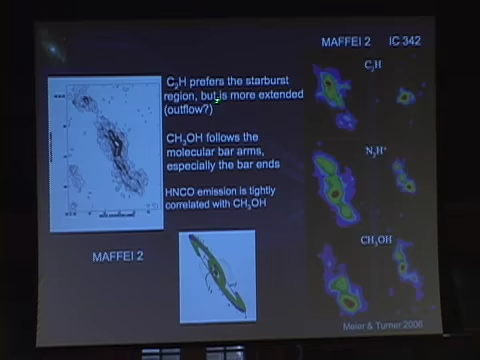 MAFFEI 2 IC 342
C₂H
C₂H prefers the starburst
region, but is more extended
(outflow?)
CH₃OH follows the
molecular bar arms,
especially the bar ends
HNCO emission is tightly
correlated with CH₃OH
N₂H⁺
MAFFEI 2
CH₃OH
Meier & Turner 2006